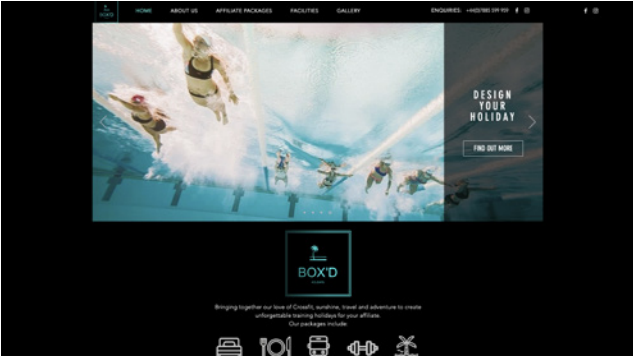 BOX'D
HOME ABOUT US AFFILIATE PACKAGES FACILITIES GALLERY ENQUIRIES:
DESIGN
YOUR
HOLIDAY
FIND OUT MORE
BOX'D
Bringing together our love of Crossfit, sunshine, travel and adventure to create
unforgettable training holidays for your affiliate.
Our packages include: